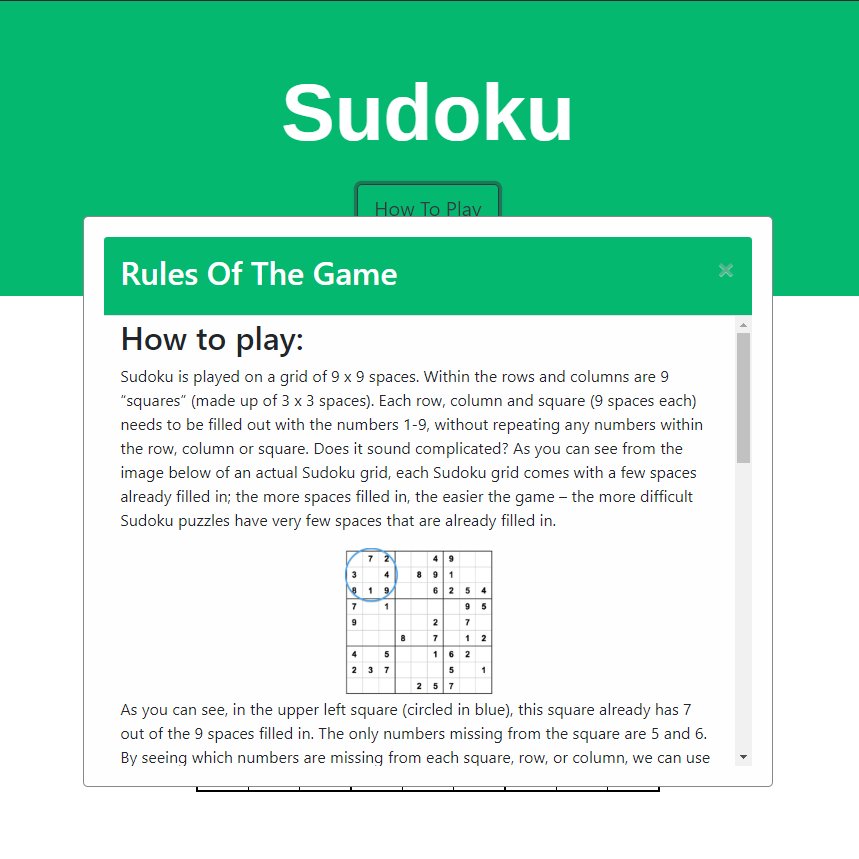 Sudoku
How To Play
Rules Of The Game
×
How to play:
Sudoku is played on a grid of 9 x 9 spaces. Within the rows and columns are 9
“squares” (made up of 3 x 3 spaces). Each row, column and square (9 spaces each)
needs to be filled out with the numbers 1-9, without repeating any numbers within
the row, column or square. Does it sound complicated? As you can see from the
image below of an actual Sudoku grid, each Sudoku grid comes with a few spaces
already filled in; the more spaces filled in, the easier the game – the more difficult
Sudoku puzzles have very few spaces that are already filled in.
7 2 4 9
3 4 8 9 1
8 1 9 6 2 5 4
7 1 9 5
9 2 7
8 7 1 2
4 5 1 6 2
2 3 7 5 1
2 5 7
As you can see, in the upper left square (circled in blue), this square already has 7
out of the 9 spaces filled in. The only numbers missing from the square are 5 and 6.
By seeing which numbers are missing from each square, row, or column, we can use